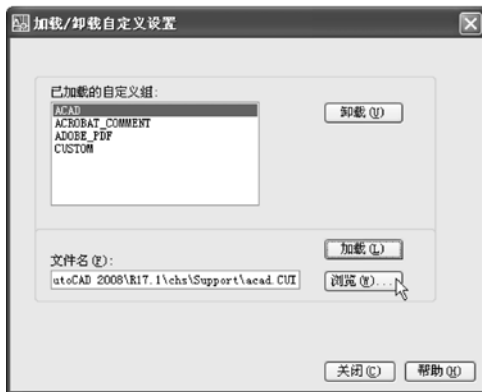 加载/卸载自定义设置
已加载的自定义组:
ACAD
ACROBAT_COMMENT
ADOBE_PDF
CUSTOM
卸载(U)
加载(L)
文件名(F):
utoCAD 2008\R17.1\chs\Support\acad.CUI
浏览(W)...
关闭(C)
帮助(H)